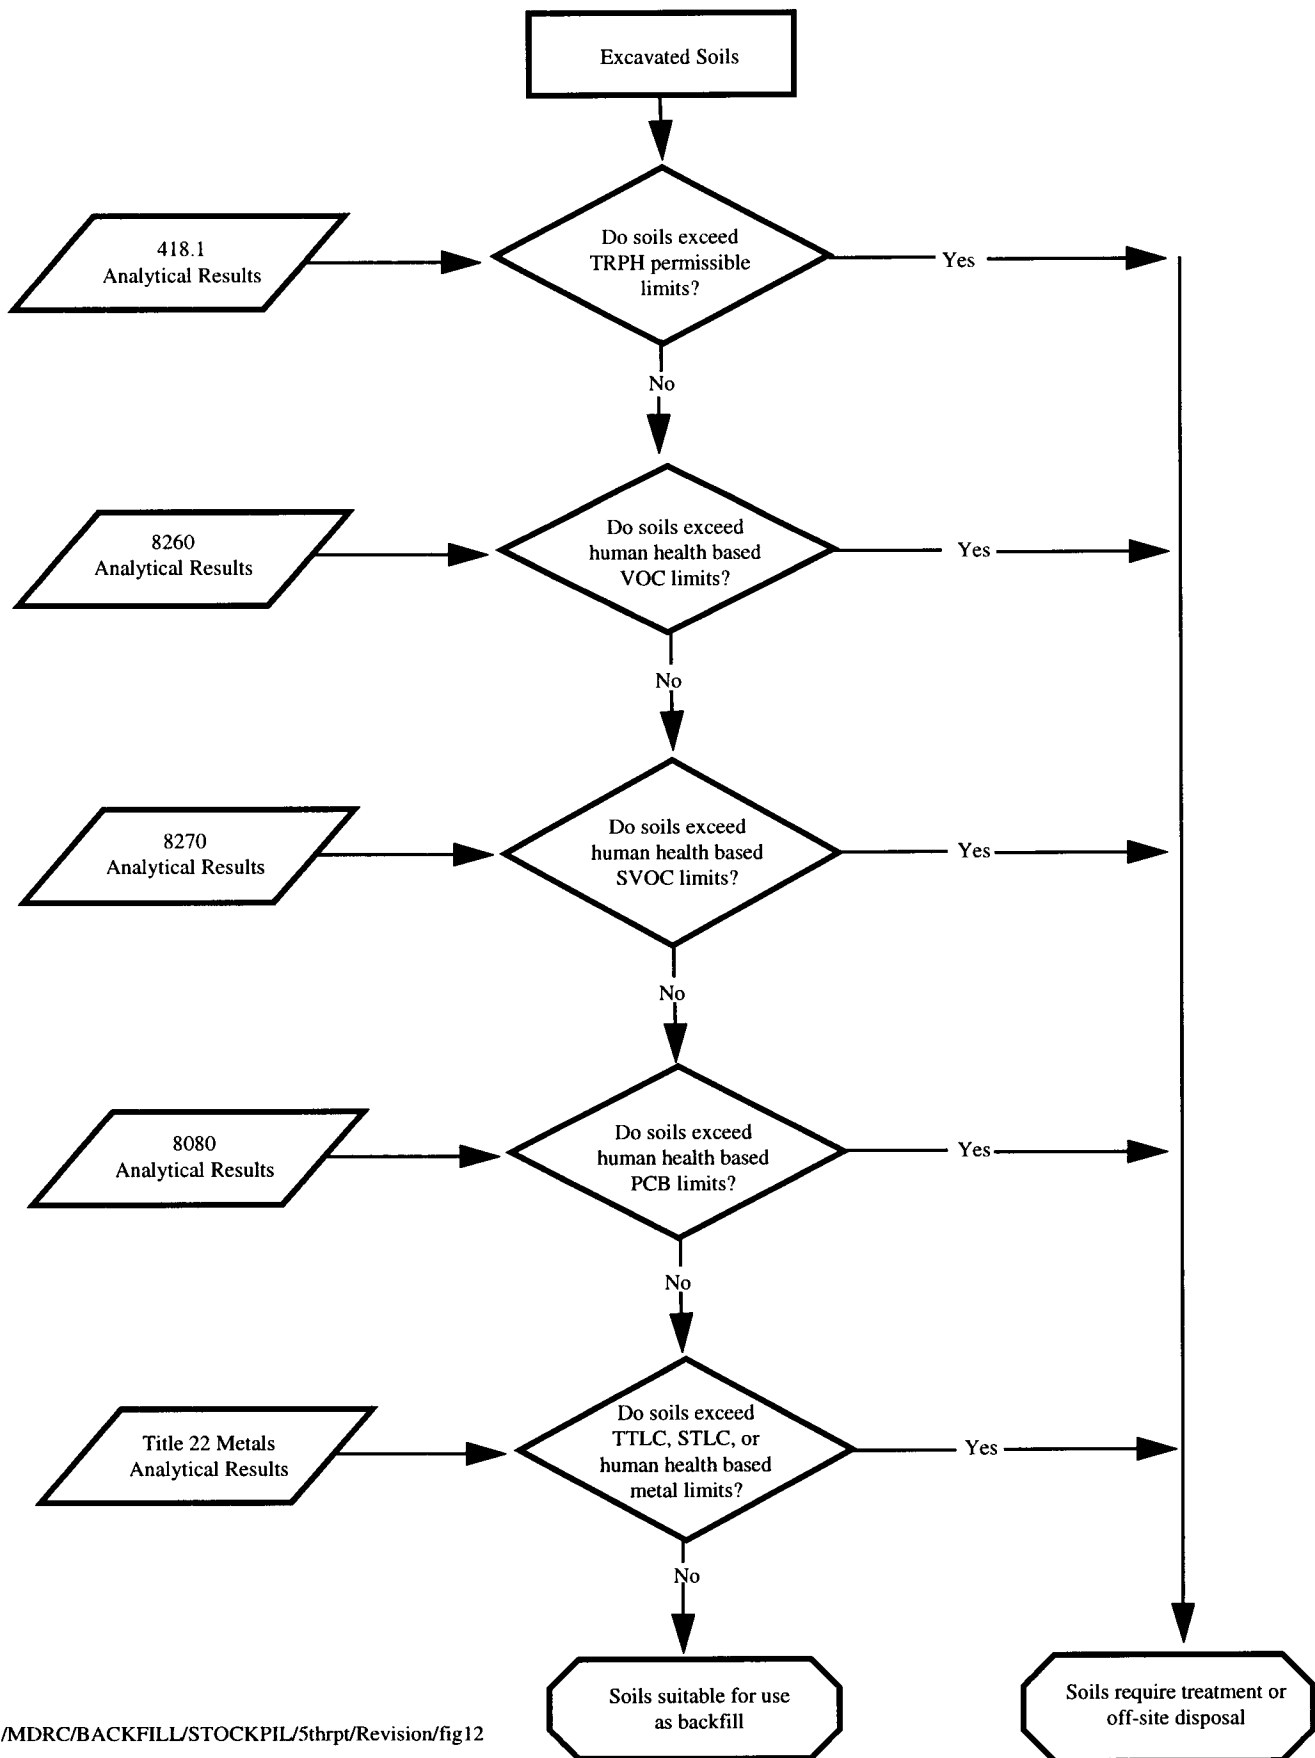 Excavated Soils
418.1
Analytical Results
Do soils exceed
TRPH permissible
limits?
Yes
No
8260
Analytical Results
Do soils exceed
human health based
VOC limits?
Yes
No
8270
Analytical Results
Do soils exceed
human health based
SVOC limits?
Yes
No
8080
Analytical Results
Do soils exceed
human health based
PCB limits?
Yes
No
Title 22 Metals
Analytical Results
Do soils exceed
TTLC, STLC, or
human health based
metal limits?
Yes
No
Soils suitable for use
as backfill
Soils require treatment or
off-site disposal
/MDRC/BACKFILL/STOCKPIL/5thrpt/Revision/fig12